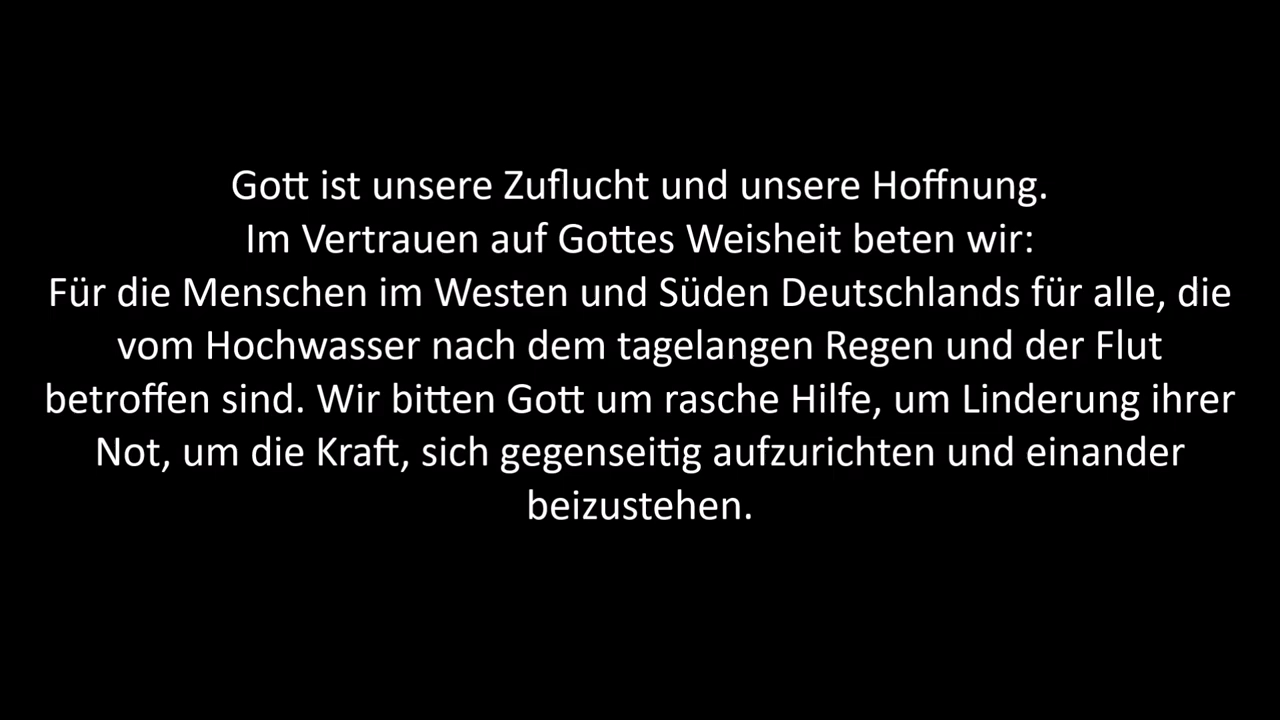 Gott ist unsere Zuflucht und unsere Hoffnung.
Im Vertrauen auf Gottes Weisheit beten wir:
Für die Menschen im Westen und Süden Deutschlands für alle, die
vom Hochwasser nach dem tagelangen Regen und der Flut
betroffen sind. Wir bitten Gott um rasche Hilfe, um Linderung ihrer
Not, um die Kraft, sich gegenseitig aufzurichten und einander
beizustehen.